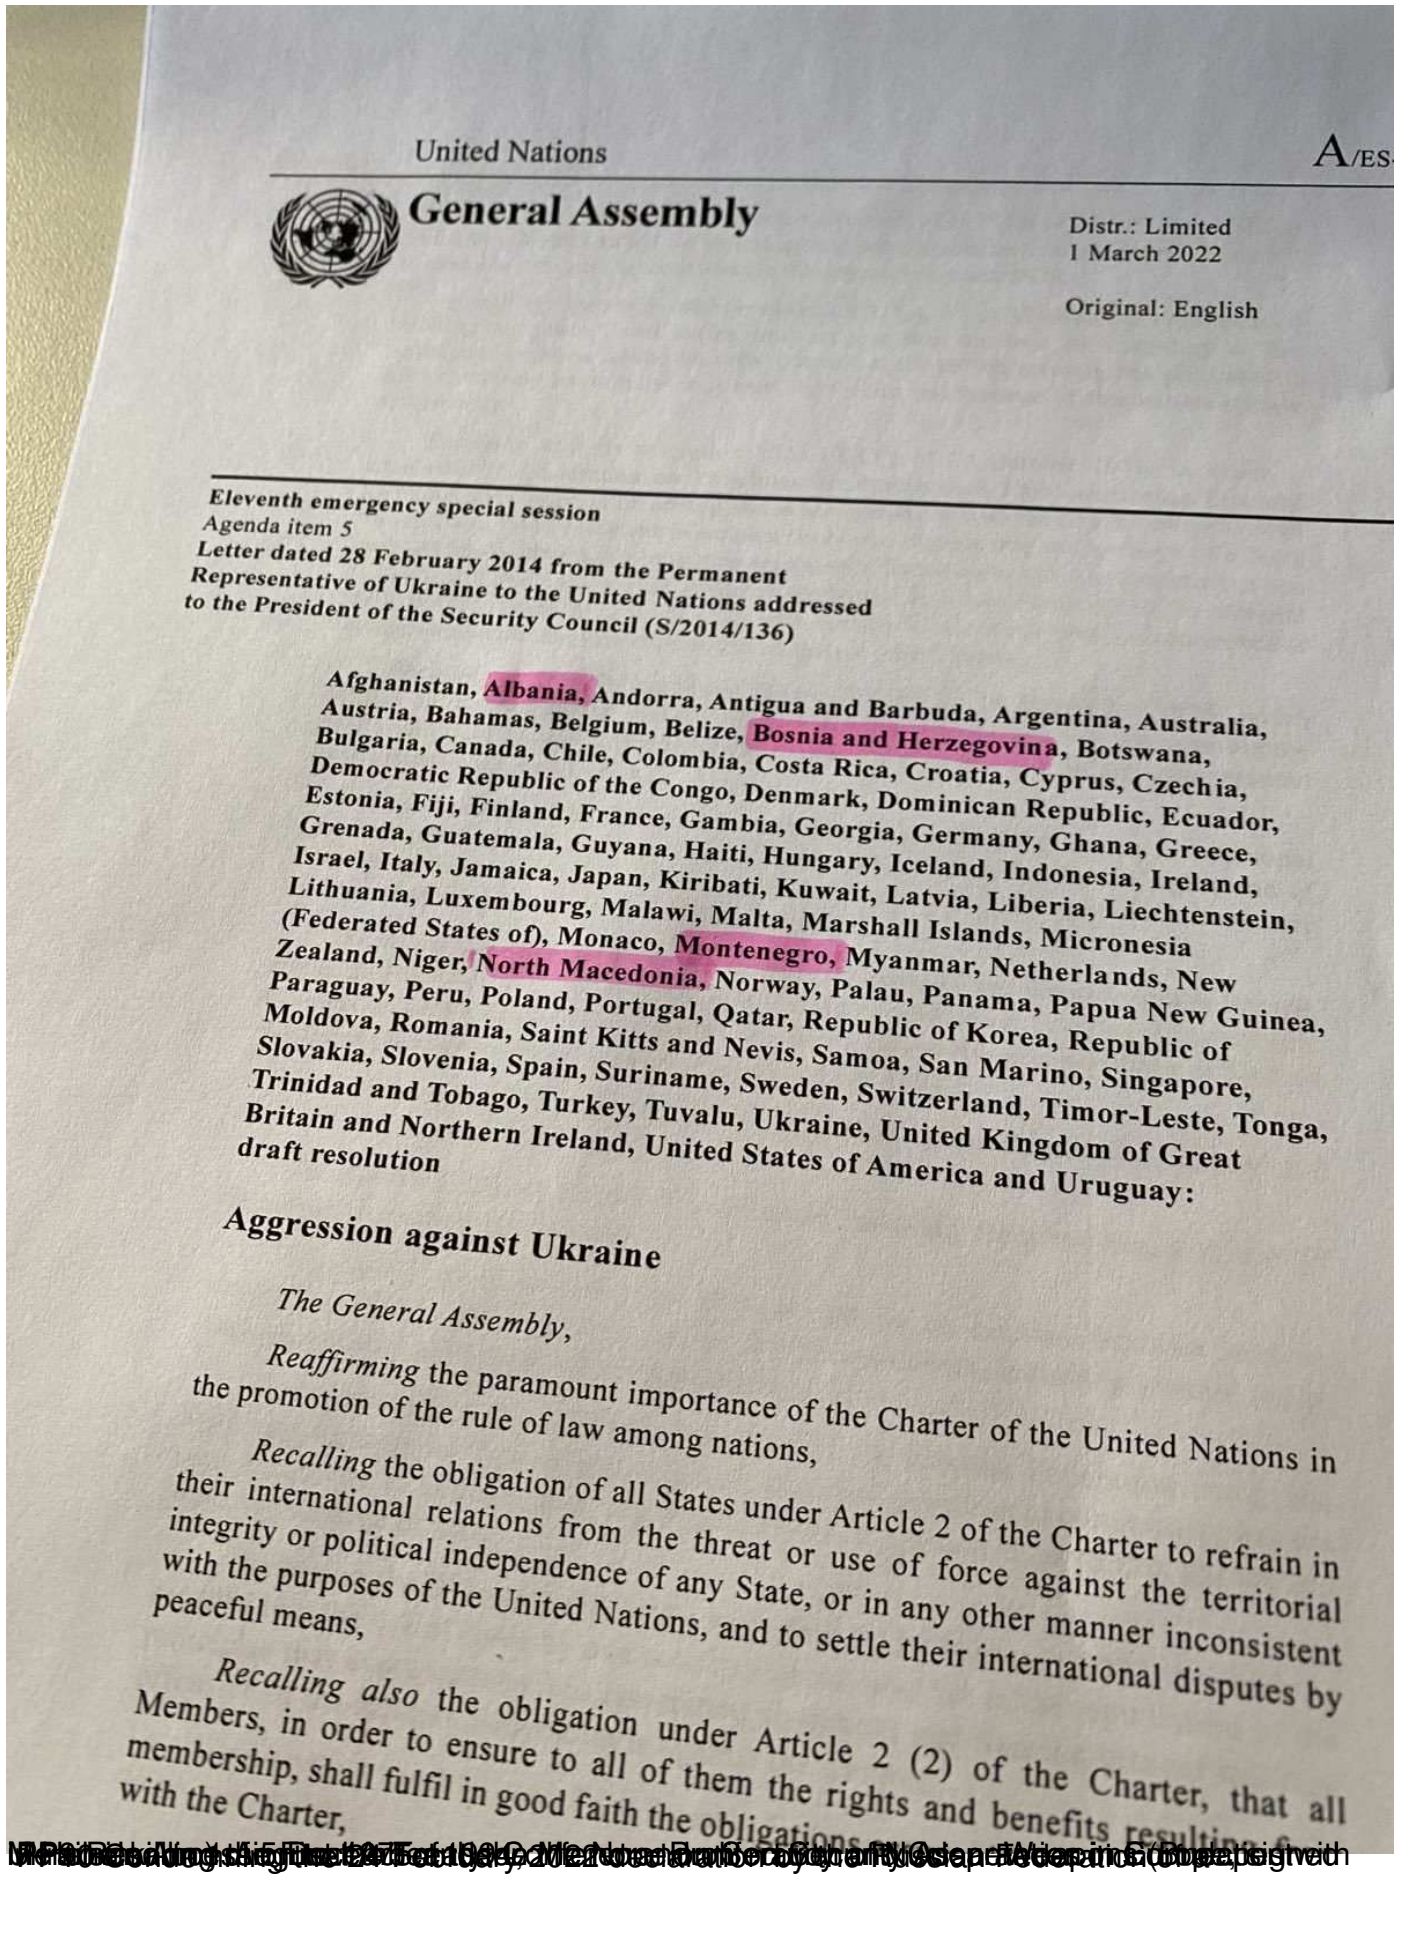 United Nations
A/ES-
General Assembly
Distr.: Limited
1 March 2022
Original: English
Eleventh emergency special session
Agenda item 5
Letter dated 28 February 2014 from the Permanent
Representative of Ukraine to the United Nations addressed
to the President of the Security Council (S/2014/136)
Afghanistan, Albania, Andorra, Antigua and Barbuda, Argentina, Australia,
Austria, Bahamas, Belgium, Belize, Bosnia and Herzegovina, Botswana,
Bulgaria, Canada, Chile, Colombia, Costa Rica, Croatia, Cyprus, Czechia,
Democratic Republic of the Congo, Denmark, Dominican Republic, Ecuador,
Estonia, Fiji, Finland, France, Gambia, Georgia, Germany, Ghana, Greece,
Grenada, Guatemala, Guyana, Haiti, Hungary, Iceland, Indonesia, Ireland,
Israel, Italy, Jamaica, Japan, Kiribati, Kuwait, Latvia, Liberia, Liechtenstein,
Lithuania, Luxembourg, Malawi, Malta, Marshall Islands, Micronesia
(Federated States of), Monaco, Montenegro, Myanmar, Netherlands, New
Zealand, Niger, North Macedonia, Norway, Palau, Panama, Papua New Guinea,
Paraguay, Peru, Poland, Portugal, Qatar, Republic of Korea, Republic of
Moldova, Romania, Saint Kitts and Nevis, Samoa, San Marino, Singapore,
Slovakia, Slovenia, Spain, Suriname, Sweden, Switzerland, Timor-Leste, Tonga,
Trinidad and Tobago, Turkey, Tuvalu, Ukraine, United Kingdom of Great
Britain and Northern Ireland, United States of America and Uruguay:
draft resolution
Aggression against Ukraine
The General Assembly,
Reaffirming the paramount importance of the Charter of the United Nations in
the promotion of the rule of law among nations,
Recalling the obligation of all States under Article 2 of the Charter to refrain in
their international relations from the threat or use of force against the territorial
integrity or political independence of any State, or in any other manner inconsistent
with the purposes of the United Nations, and to settle their international disputes by
peaceful means,
Recalling also the obligation under Article 2 (2) of the Charter, that all
Members, in order to ensure to all of them the rights and benefits resulting
membership, shall fulfil in good faith the obligations
with the Charter,